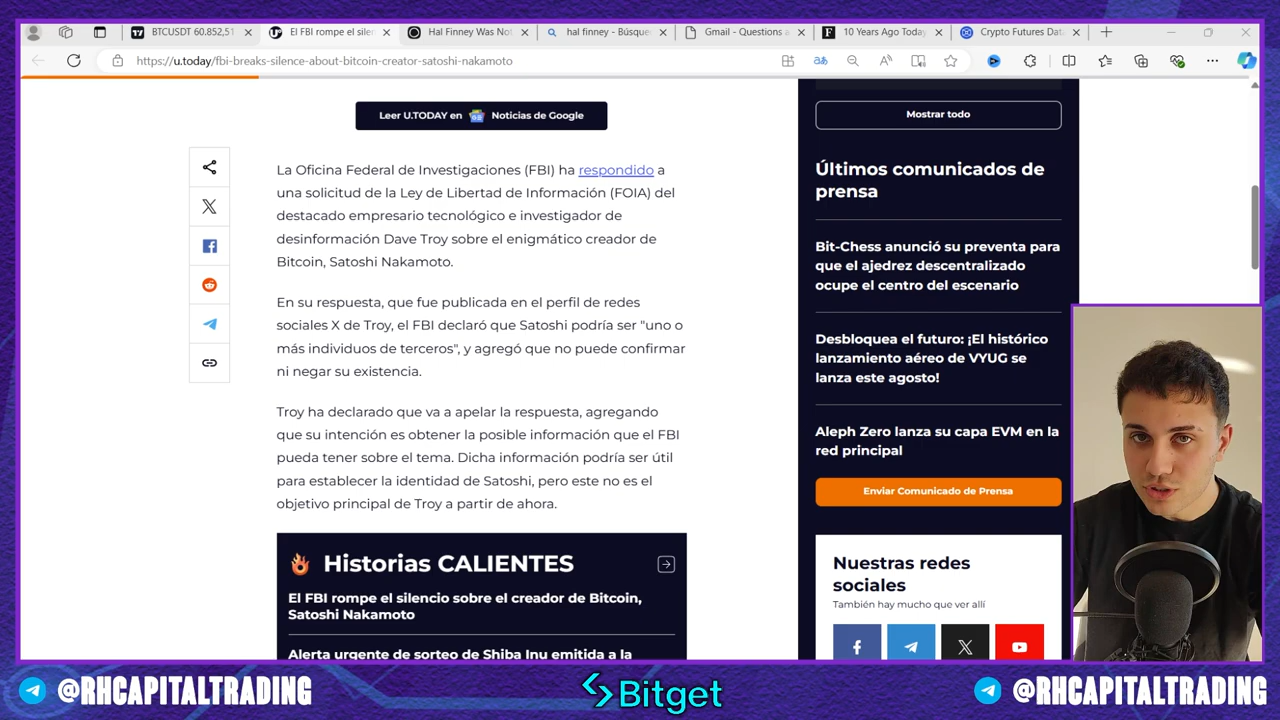 BTCUSDT 60.852,51
El FBI rompe el siler
Hal Finney Was Not
hal finney - Búsque
Gmail - Questions a
10 Years Ago Today
Crypto Futures Dat
https://u.today/fbi-breaks-silence-about-bitcoin-creator-satoshi-nakamoto
Leer U.TODAY en Noticias de Google
La Oficina Federal de Investigaciones (FBI) ha respondido a
una solicitud de la Ley de Libertad de Información (FOIA) del
destacado empresario tecnológico e investigador de
desinformación Dave Troy sobre el enigmático creador de
Bitcoin, Satoshi Nakamoto.
En su respuesta, que fue publicada en el perfil de redes
sociales X de Troy, el FBI declaró que Satoshi podría ser "uno o
más individuos de terceros", y agregó que no puede confirmar
ni negar su existencia.
Troy ha declarado que va a apelar la respuesta, agregando
que su intención es obtener la posible información que el FBI
pueda tener sobre el tema. Dicha información podría ser útil
para establecer la identidad de Satoshi, pero este no es el
objetivo principal de Troy a partir de ahora.
Historias CALIENTES
El FBI rompe el silencio sobre el creador de Bitcoin,
Satoshi Nakamoto
Alerta urgente de sorteo de Shiba Inu emitida a la
Mostrar todo
Últimos comunicados de
prensa
Bit-Chess anunció su preventa para
que el ajedrez descentralizado
ocupe el centro del escenario
Desbloquea el futuro: ¡El histórico
lanzamiento aéreo de VYUG se
lanza este agosto!
Aleph Zero lanza su capa EVM en la
red principal
Enviar Comunicado de Prensa
Nuestras redes
sociales
También hay mucho que ver allí
@RHCAPITALTRADING
Bitget
@RHCAPITALTRADING